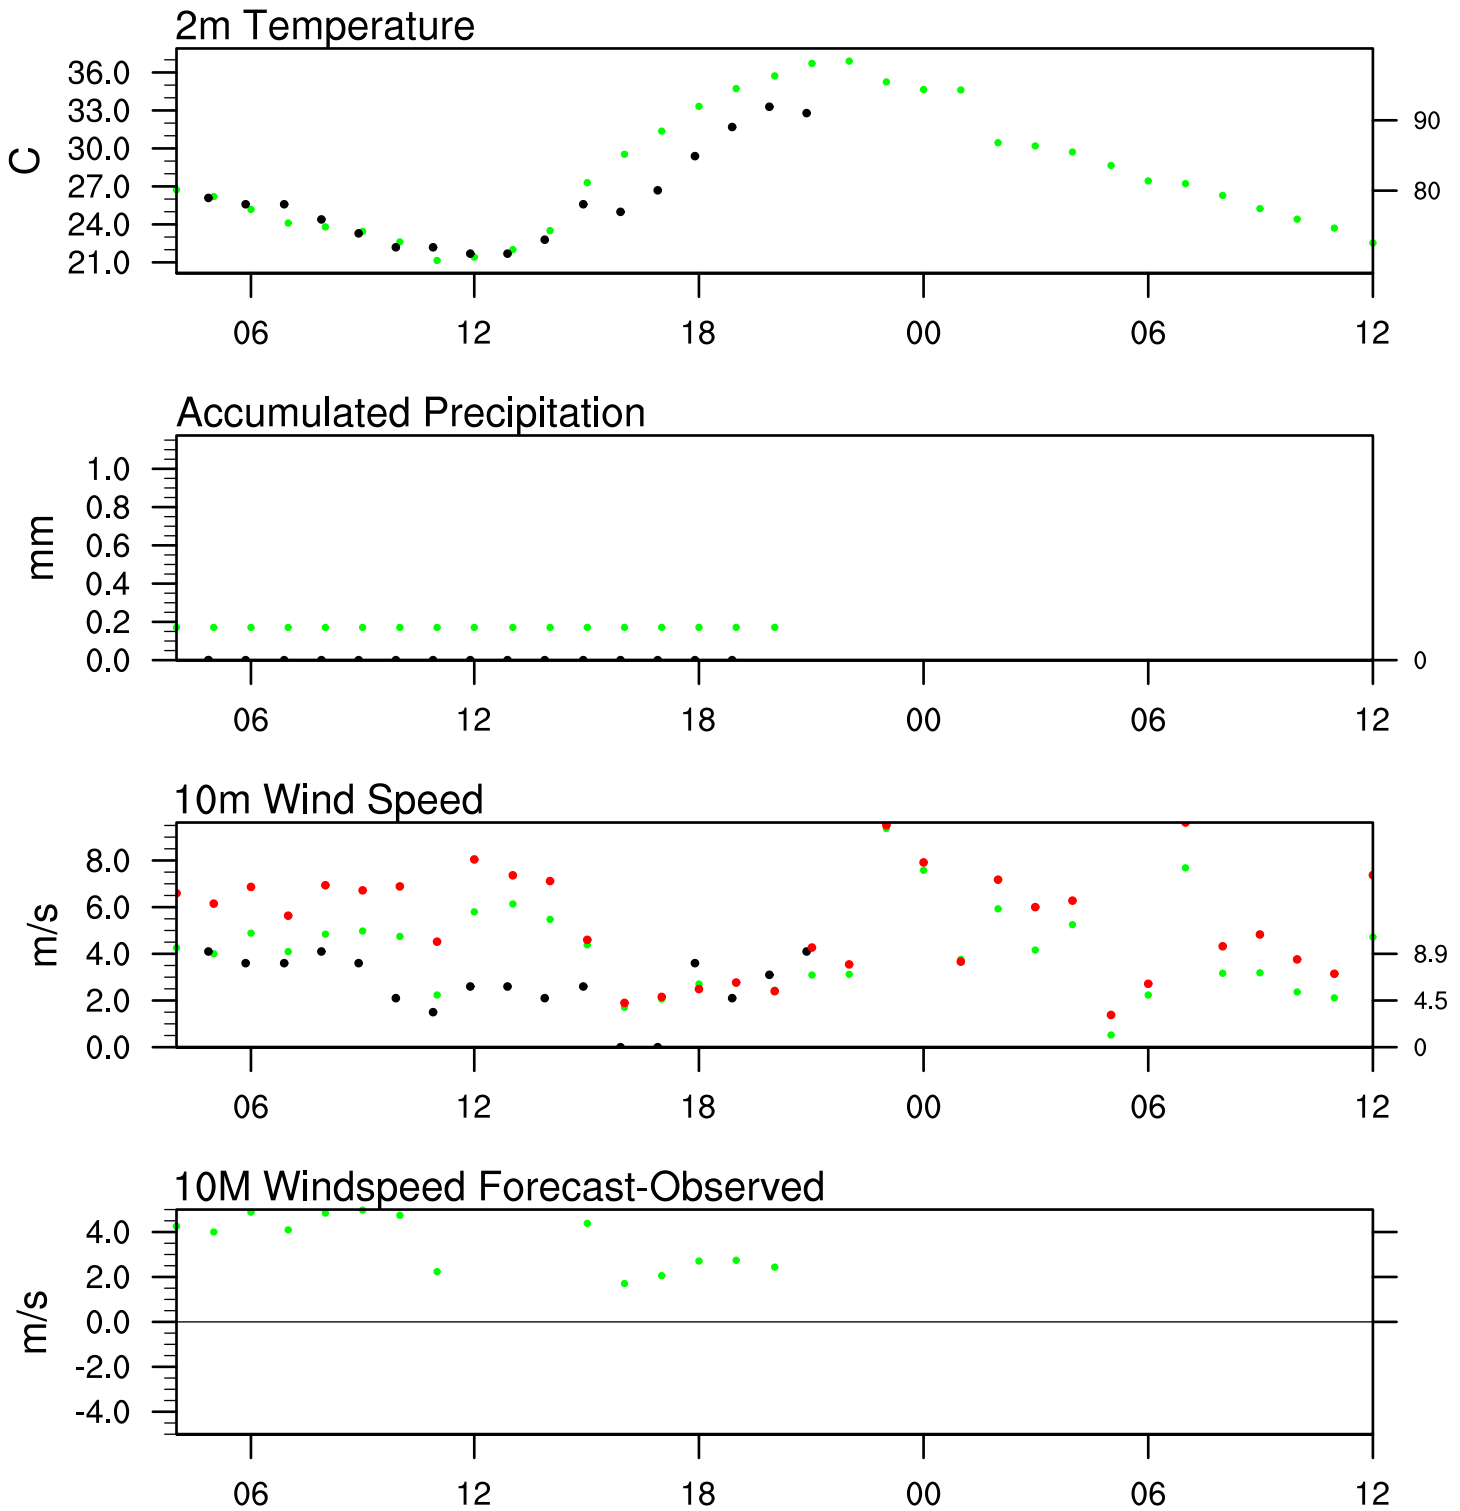 2m Temperature
36.0
33.0
30.0
27.0
24.0
21.0
C
90
80
06 12 18 00 06 12
Accumulated Precipitation
1.0
0.8
0.6
0.4
0.2
0.0
mm
0
06 12 18 00 06 12
10m Wind Speed
8.0
6.0
4.0
2.0
0.0
m/s
8.9
4.5
0
06 12 18 00 06 12
10M Windspeed Forecast-Observed
4.0
2.0
0.0
-2.0
-4.0
m/s
06 12 18 00 06 12